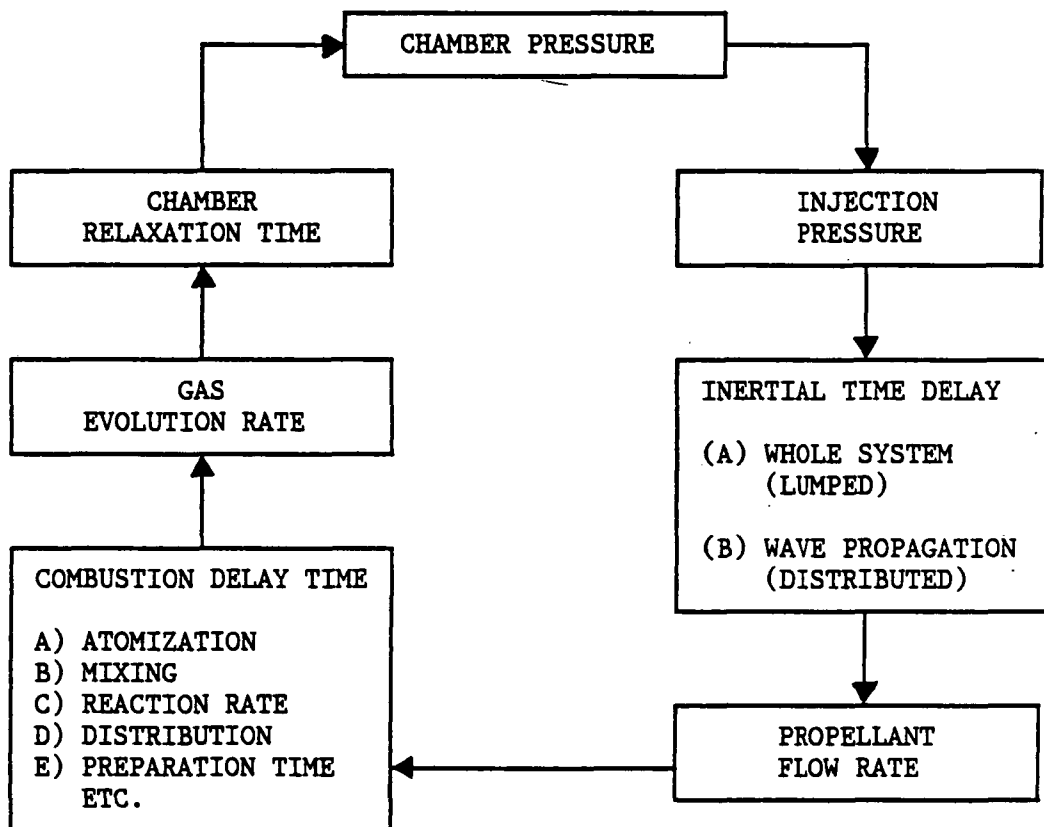 CHAMBER PRESSURE
CHAMBER
RELAXATION TIME
INJECTION
PRESSURE
GAS
EVOLUTION RATE
INERTIAL TIME DELAY
(A) WHOLE SYSTEM
(LUMPED)
(B) WAVE PROPAGATION
(DISTRIBUTED)
COMBUSTION DELAY TIME
A) ATOMIZATION
B) MIXING
C) REACTION RATE
D) DISTRIBUTION
E) PREPARATION TIME
ETC.
PROPELLANT
FLOW RATE